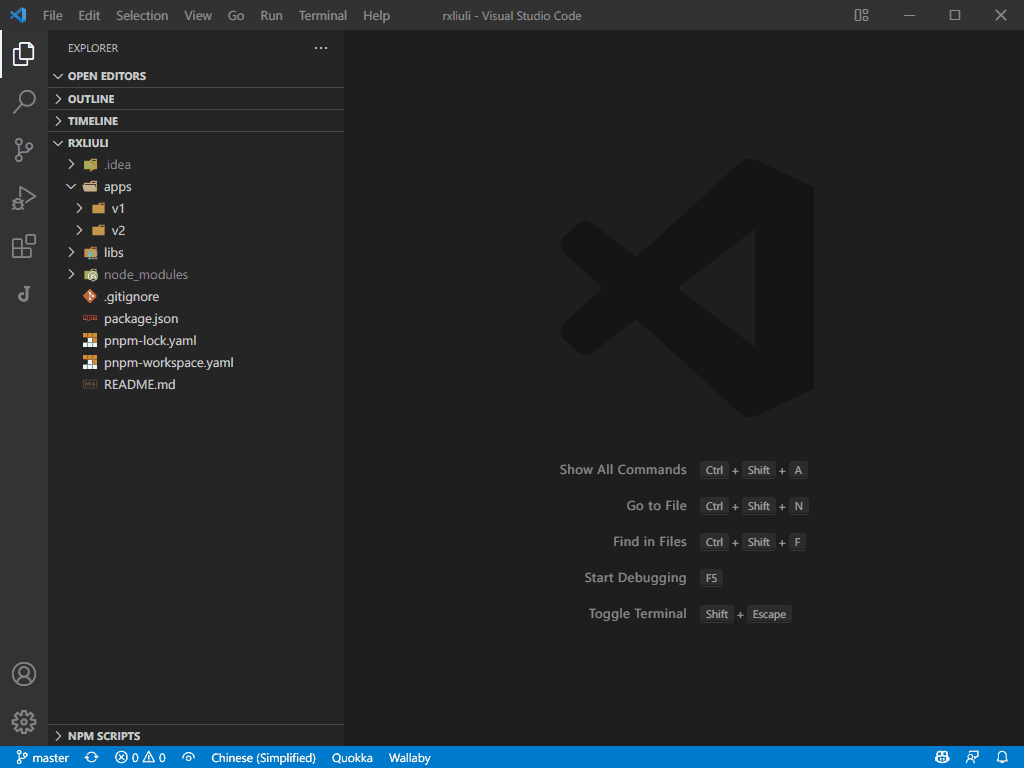 File Edit Selection View Go Run Terminal Help rxliuli - Visual Studio Code
EXPLORER
OPEN EDITORS
OUTLINE
TIMELINE
RXLIULI
.idea
apps
v1
v2
libs
node_modules
.gitignore
package.json
pnpm-lock.yaml
pnpm-workspace.yaml
README.md
NPM SCRIPTS
Show All Commands Ctrl + Shift + A
Go to File Ctrl + Shift + N
Find in Files Ctrl + Shift + F
Start Debugging F5
Toggle Terminal Shift + Escape
master 0 0 Chinese (Simplified) Quokka Wallaby